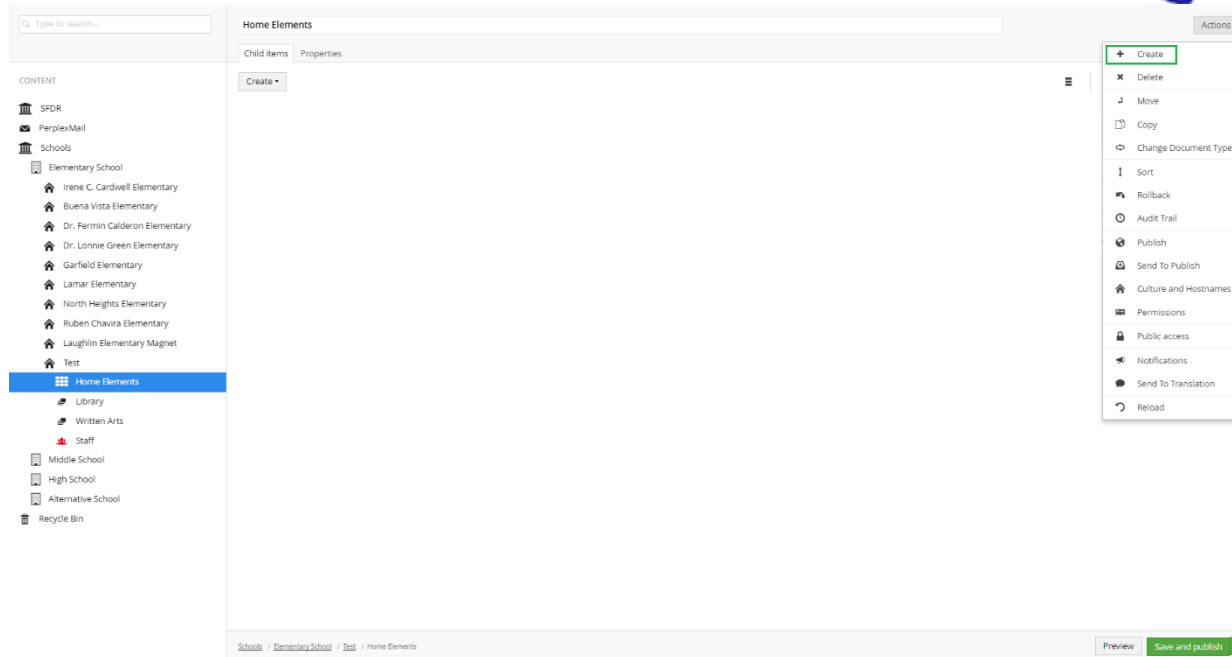 Type to search...
Home Elements
Actions
Child items Properties
Create
CONTENT
SFDR
PerplexMail
Schools
Elementary School
Irene C. Cardwell Elementary
Buena Vista Elementary
Dr. Fermin Calderon Elementary
Dr. Lonnie Green Elementary
Garfield Elementary
Lamar Elementary
North Heights Elementary
Ruben Chavira Elementary
Laughlin Elementary Magnet
Test
Home Elements
Library
Written Arts
Staff
Middle School
High School
Alternative School
Recycle Bin
Create
Delete
Move
Copy
Change Document Type
Sort
Rollback
Audit Trail
Publish
Send To Publish
Culture and Hostnames
Permissions
Public access
Notifications
Send To Translation
Reload
Schools / Elementary School / Test / Home Elements
Preview Save and publish